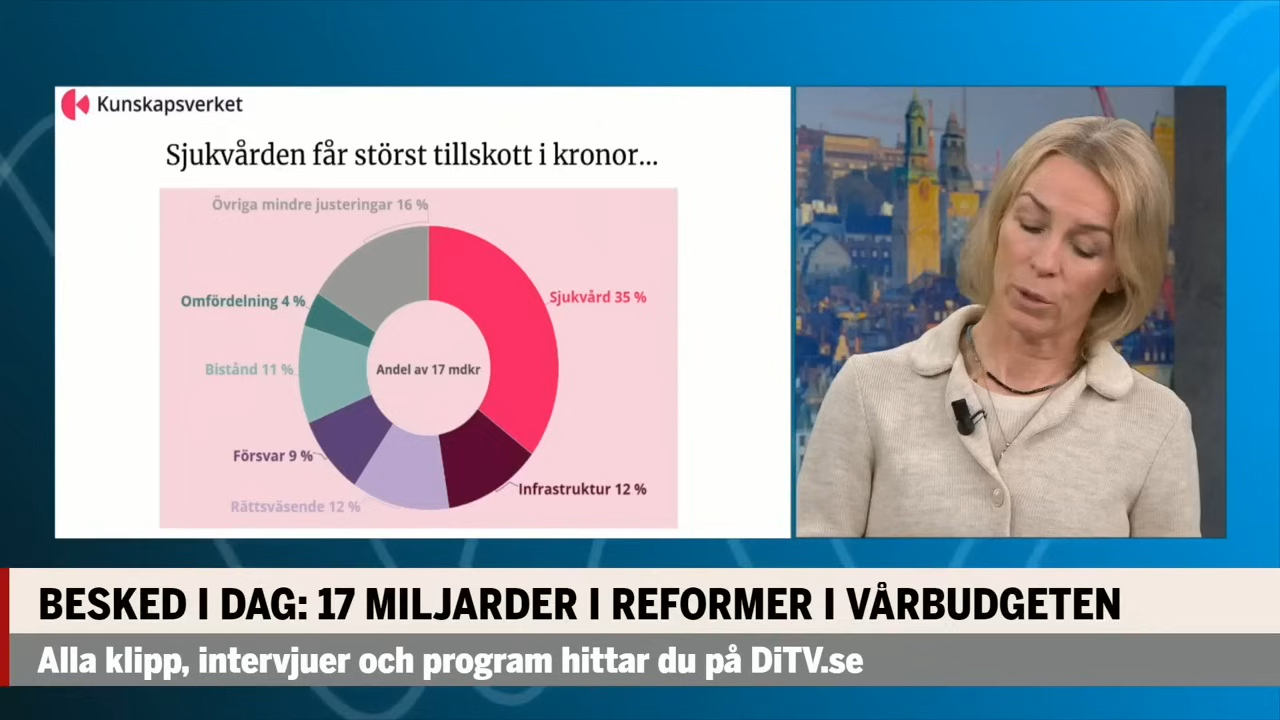 Kunskapsverket
Sjukvården får störst tillskott i kronor...
Övriga mindre justeringar 16 %
Omfördelning 4 %
Sjukvård 35 %
Bistånd 11 %
Andel av 17 mdkr
Försvar 9 %
Infrastruktur 12 %
Rättsväsende 12 %
BESKED I DAG: 17 MILJARDER I REFORMER I VÅRBUDGETEN
Alla klipp, intervjuer och program hittar du på DiTV.se